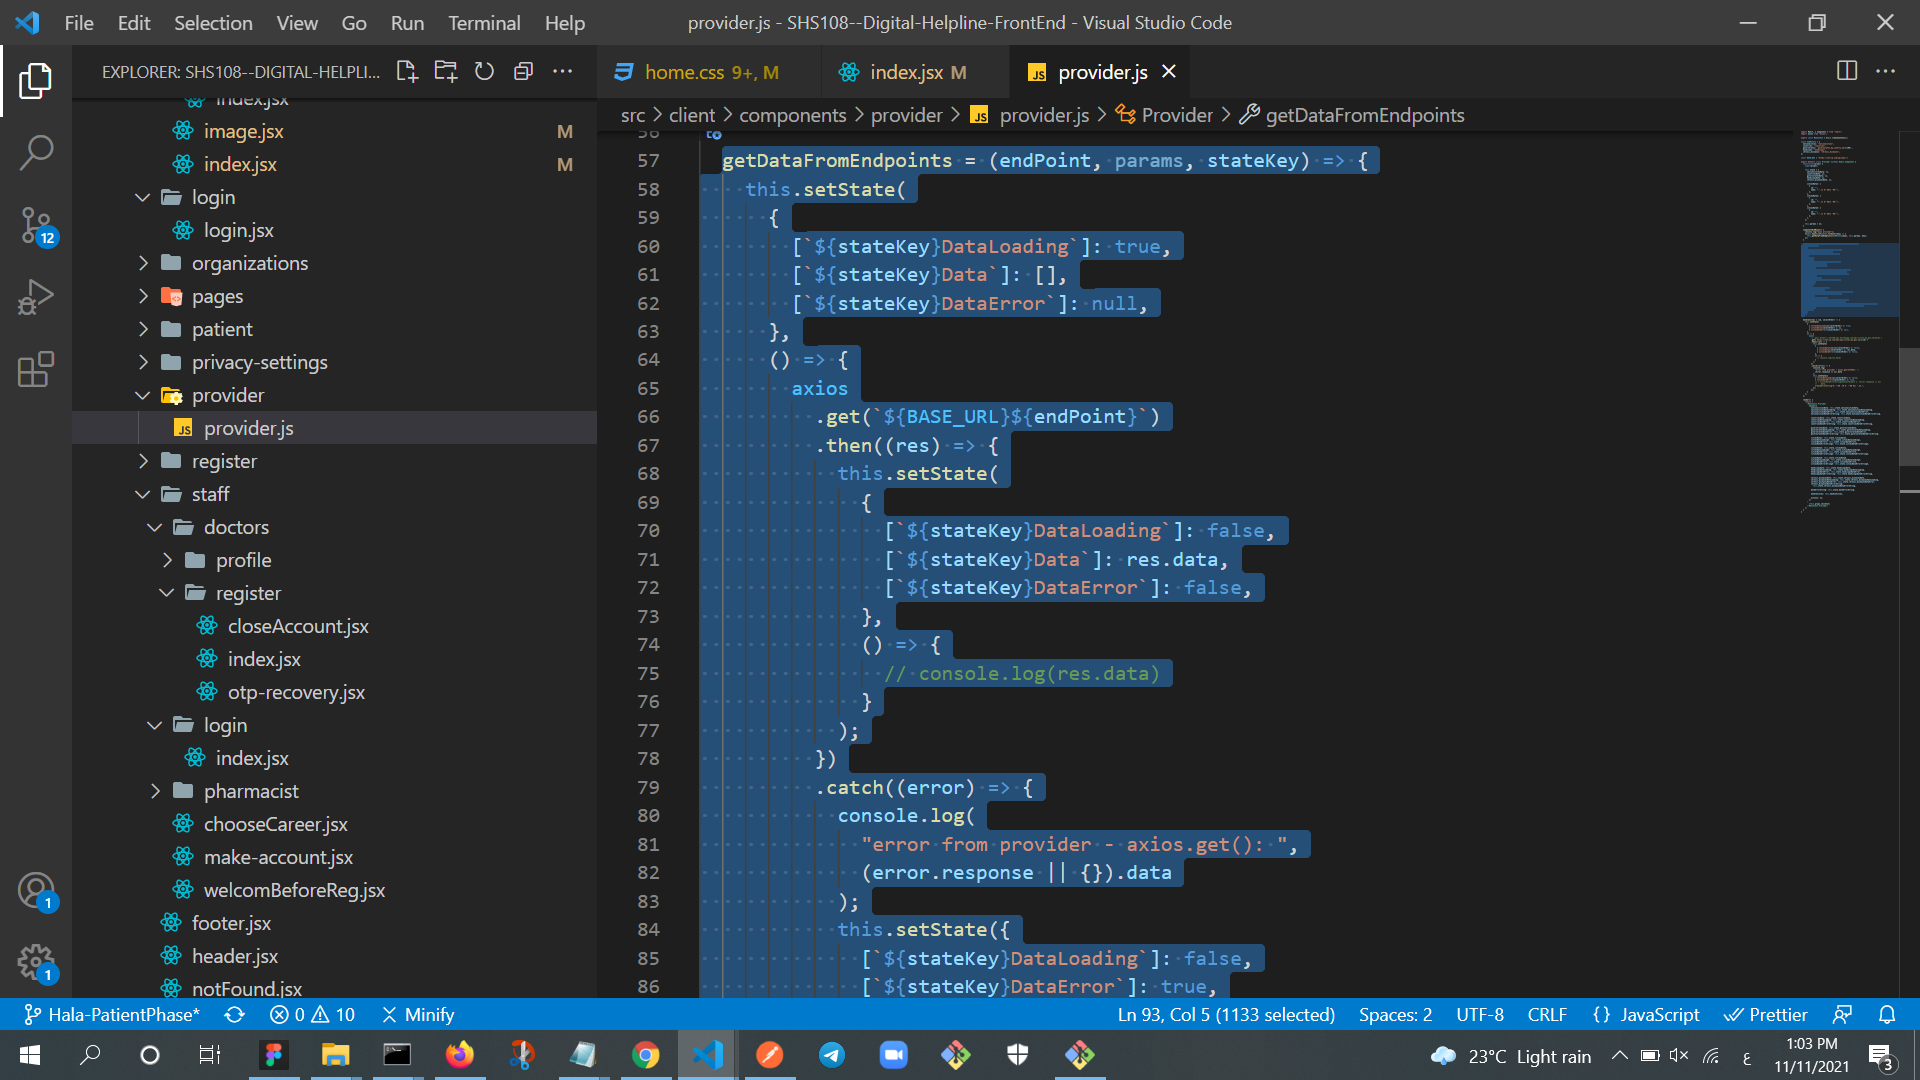 File Edit Selection View Go Run Terminal Help
provider.js - SHS108--Digital-Helpline-FrontEnd - Visual Studio Code
EXPLORER: SHS108--DIGITAL-HELPLI...
home.css 9+, M
index.jsx M
provider.js
src > client > components > provider > provider.js > Provider > getDataFromEndpoints
index.jsx
image.jsx M
index.jsx M
login
login.jsx
organizations
pages
patient
privacy-settings
provider
provider.js
register
staff
doctors
profile
register
closeAccount.jsx
index.jsx
otp-recovery.jsx
login
index.jsx
pharmacist
chooseCareer.jsx
make-account.jsx
welcomBeforeReg.jsx
footer.jsx
header.jsx
notFound.jsx
12
1
1
56
57 getDataFromEndpoints = (endPoint, params, stateKey) => {
58 this.setState(
59 {
60 [`${stateKey}DataLoading`]: true,
61 [`${stateKey}Data`]: [],
62 [`${stateKey}DataError`]: null,
63 },
64 () => {
65 axios
66 .get(`${BASE_URL}${endPoint}`)
67 .then((res) => {
68 this.setState(
69 {
70 [`${stateKey}DataLoading`]: false,
71 [`${stateKey}Data`]: res.data,
72 [`${stateKey}DataError`]: false,
73 },
74 () => {
75 // console.log(res.data)
76 }
77 );
78 })
79 .catch((error) => {
80 console.log(
81 "error from provider - axios.get(): ",
82 (error.response || {}).data
83 );
84 this.setState({
85 [`${stateKey}DataLoading`]: false,
86 [`${stateKey}DataError`]: true,
Hala-PatientPhase* 0 10 Minify
Ln 93, Col 5 (1133 selected) Spaces: 2 UTF-8 CRLF {} JavaScript Prettier
23°C Light rain ع 1:03 PM
11/11/2021 3